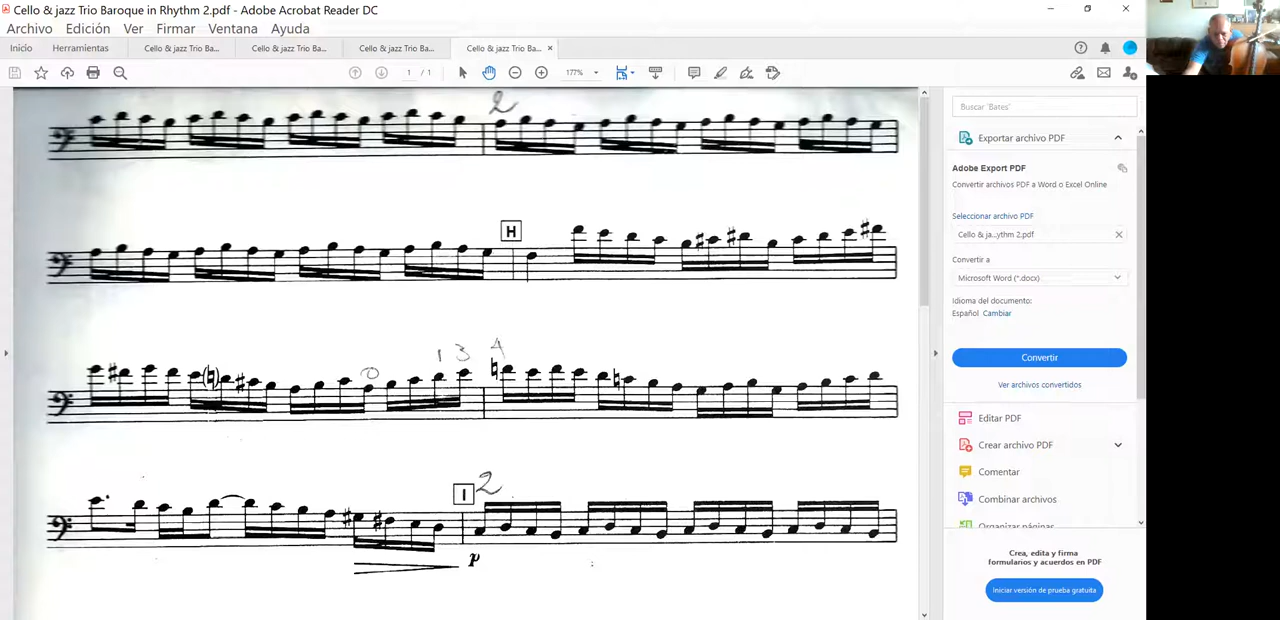 Cello & jazz Trio Baroque in Rhythm 2.pdf - Adobe Acrobat Reader DC
Archivo Edición Ver Firmar Ventana Ayuda
Inicio Herramientas Cello & jazz Trio Ba... Cello & jazz Trio Ba... Cello & jazz Trio Ba... Cello & jazz Trio Ba... ×
1 / 1 177%
2
H
0 1 3 4
I 2
p
Buscar 'Bates'
Exportar archivo PDF
Adobe Export PDF
Convertir archivos PDF a Word o Excel Online
Seleccionar archivo PDF
Cello & ja...ythm 2.pdf
Convertir a
Microsoft Word (*.docx)
Idioma del documento:
Español Cambiar
Convertir
Ver archivos convertidos
Editar PDF
Crear archivo PDF
Comentar
Combinar archivos
Organizar páginas
Crea, edita y firma
formularios y acuerdos en PDF
Iniciar versión de prueba gratuita